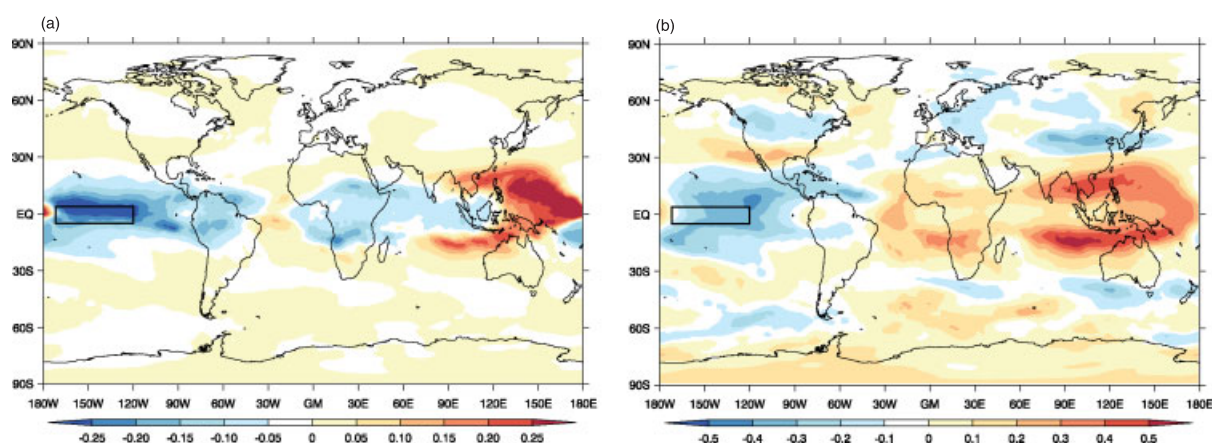 (a)
90N
60N
30N
EQ
30S
60S
90S
180W 150W 120W 90W 60W 30W GM 30E 60E 90E 120E 150E 180E
-0.25 -0.20 -0.15 -0.10 -0.05 0 0.05 0.10 0.15 0.20 0.25
(b)
90N
60N
30N
EQ
30S
60S
90S
180W 150W 120W 90W 60W 30W GM 30E 60E 90E 120E 150E 180E
-0.5 -0.4 -0.3 -0.2 -0.1 0 0.1 0.2 0.3 0.4 0.5